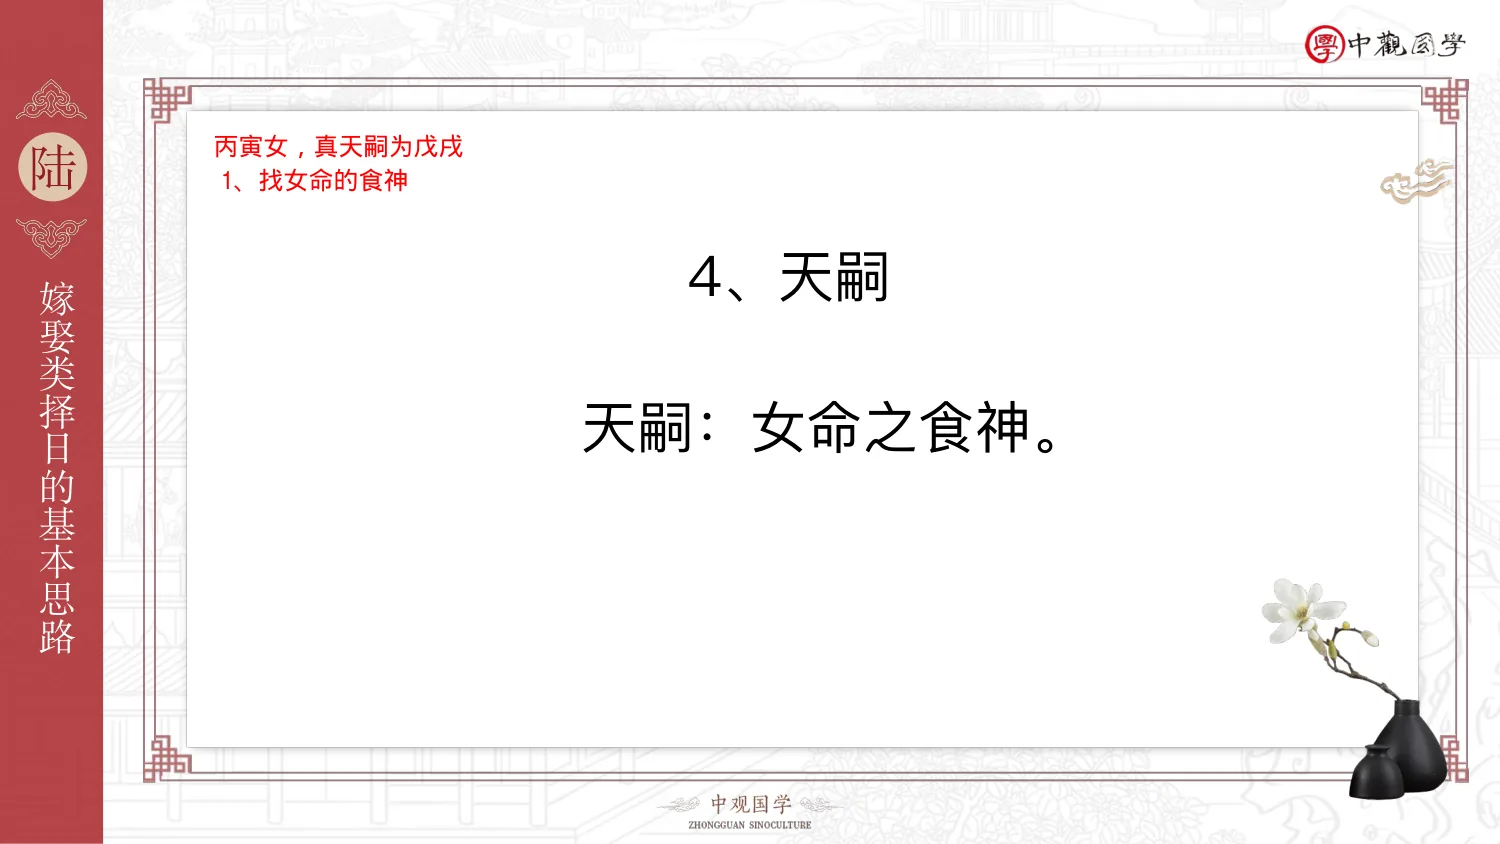 學中觀国学
陆
嫁娶类择日的基本思路
丙寅女，真天嗣为戊戌
1、找女命的食神
4、天嗣
天嗣：女命之食神。
中观国学
ZHONGGUAN SINOCULTURE